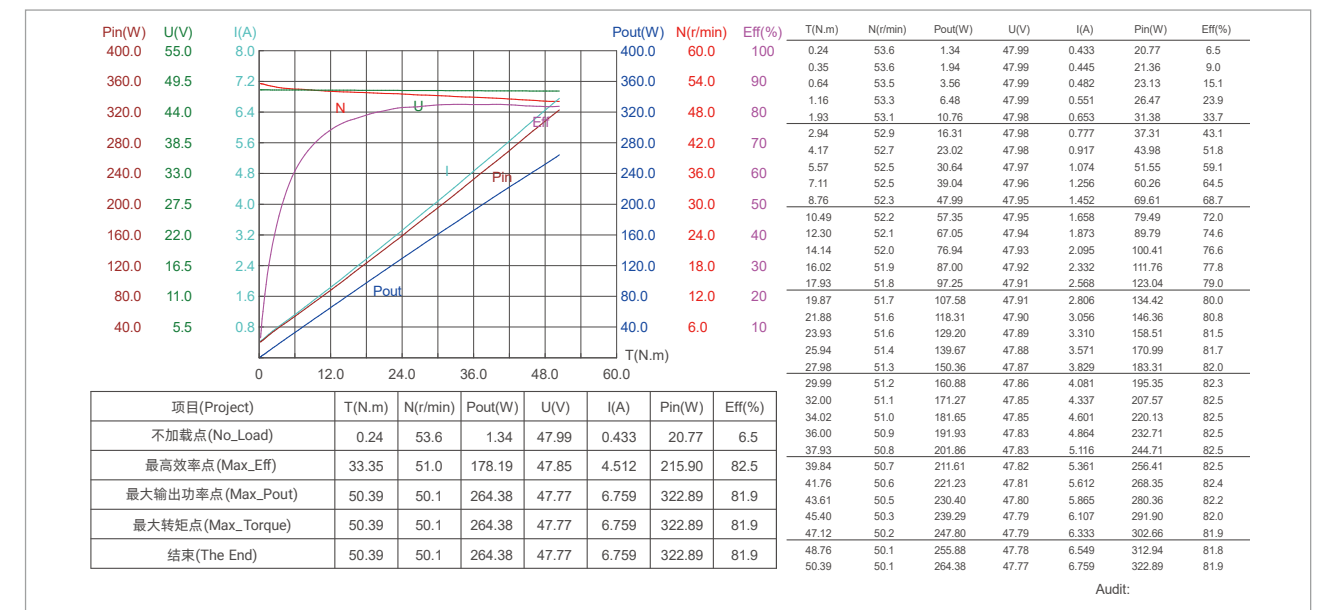 Pin(W) U(V) I(A) Pout(W) N(r/min) Eff(%)
400.0 55.0 8.0 400.0 60.0 100
360.0 49.5 7.2 360.0 54.0 90
320.0 44.0 6.4 320.0 48.0 80
280.0 38.5 5.6 280.0 42.0 70
240.0 33.0 4.8 240.0 36.0 60
200.0 27.5 4.0 200.0 30.0 50
160.0 22.0 3.2 160.0 24.0 40
120.0 16.5 2.4 120.0 18.0 30
80.0 11.0 1.6 80.0 12.0 20
40.0 5.5 0.8 40.0 6.0 10
N
U
Eff
I
Pin
Pout
T(N.m)
0 12.0 24.0 36.0 48.0 60.0
项目(Project) T(N.m) N(r/min) Pout(W) U(V) I(A) Pin(W) Eff(%)
不加载点(No_Load) 0.24 53.6 1.34 47.99 0.433 20.77 6.5
最高效率点(Max_Eff) 33.35 51.0 178.19 47.85 4.512 215.90 82.5
最大输出功率点(Max_Pout) 50.39 50.1 264.38 47.77 6.759 322.89 81.9
最大转矩点(Max_Torque) 50.39 50.1 264.38 47.77 6.759 322.89 81.9
结束(The End) 50.39 50.1 264.38 47.77 6.759 322.89 81.9
T(N.m) N(r/min) Pout(W) U(V) I(A) Pin(W) Eff(%)
0.24 53.6 1.34 47.99 0.433 20.77 6.5
0.35 53.6 1.94 47.99 0.445 21.36 9.0
0.64 53.5 3.56 47.99 0.482 23.13 15.1
1.16 53.3 6.48 47.99 0.551 26.47 23.9
1.93 53.1 10.76 47.98 0.653 31.38 33.7
2.94 52.9 16.31 47.98 0.777 37.31 43.1
4.17 52.7 23.02 47.98 0.917 43.98 51.8
5.57 52.5 30.64 47.97 1.074 51.55 59.1
7.11 52.5 39.04 47.96 1.256 60.26 64.5
8.76 52.3 47.99 47.95 1.452 69.61 68.7
10.49 52.2 57.35 47.95 1.658 79.49 72.0
12.30 52.1 67.05 47.94 1.873 89.79 74.6
14.14 52.0 76.94 47.93 2.095 100.41 76.6
16.02 51.9 87.00 47.92 2.332 111.76 77.8
17.93 51.8 97.25 47.91 2.568 123.04 79.0
19.87 51.7 107.58 47.91 2.806 134.42 80.0
21.88 51.6 118.31 47.90 3.056 146.36 80.8
23.93 51.6 129.20 47.89 3.310 158.51 81.5
25.94 51.4 139.67 47.88 3.571 170.99 81.7
27.98 51.3 150.36 47.87 3.829 183.31 82.0
29.99 51.2 160.88 47.86 4.081 195.35 82.3
32.00 51.1 171.27 47.85 4.337 207.57 82.5
34.02 51.0 181.65 47.85 4.601 220.13 82.5
36.00 50.9 191.93 47.83 4.864 232.71 82.5
37.93 50.8 201.86 47.83 5.116 244.71 82.5
39.84 50.7 211.61 47.82 5.361 256.41 82.5
41.76 50.6 221.23 47.81 5.612 268.35 82.4
43.61 50.5 230.40 47.80 5.865 280.36 82.2
45.40 50.3 239.29 47.79 6.107 291.90 82.0
47.12 50.2 247.80 47.79 6.333 302.66 81.9
48.76 50.1 255.88 47.78 6.549 312.94 81.8
50.39 50.1 264.38 47.77 6.759 322.89 81.9
Audit: